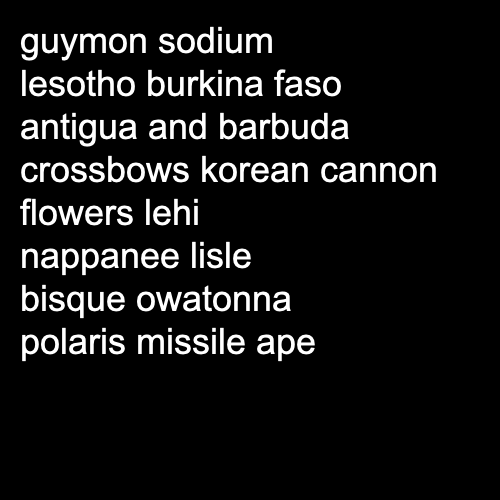 guymon sodium
lesotho burkina faso
antigua and barbuda
crossbows korean cannon
flowers lehi
nappanee lisle
bisque owatonna
polaris missile ape